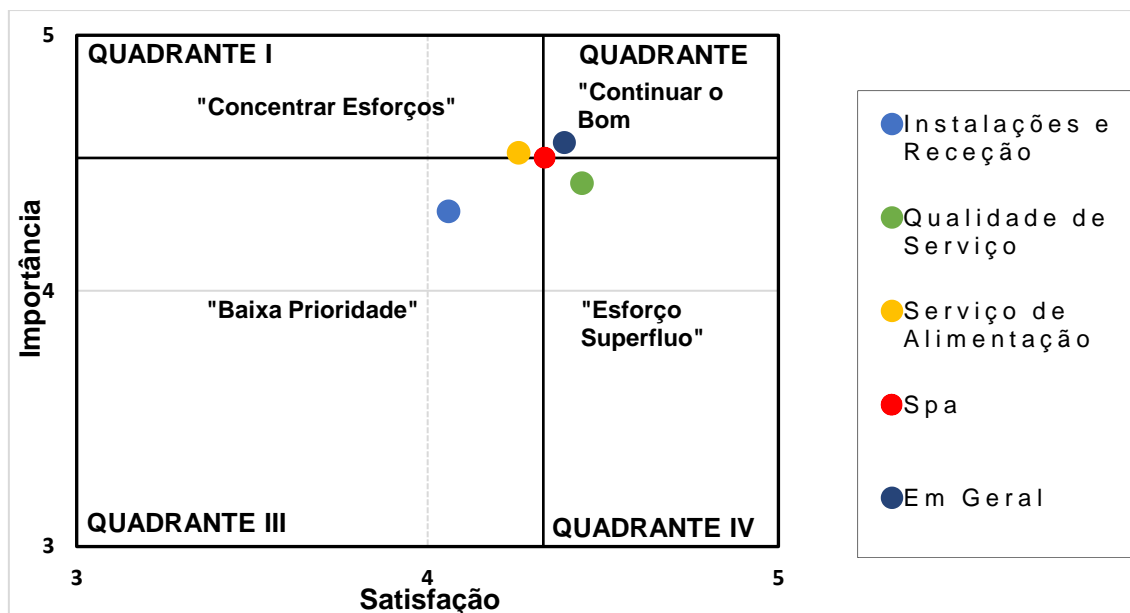 5
QUADRANTE I
QUADRANTE
"Concentrar Esforços"
"Continuar o
Bom
Importância
4
"Baixa Prioridade"
"Esforço
Superfluo"
QUADRANTE III
QUADRANTE IV
3
3
4
5
Satisfação
Instalações e
Receção
Qualidade de
Serviço
Serviço de
Alimentação
Spa
Em Geral